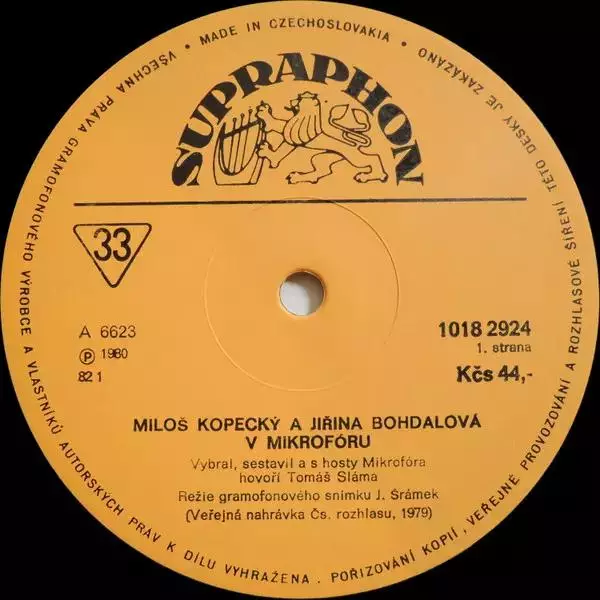 VŠECHNA PRÁVA GRAMOFONOVÉHO VÝROBCE A VLASTNÍKŮ AUTORSKÝCH PRÁV K DÍLU VYHRAŽENA . POŘIZOVÁNÍ KOPIÍ , VEŘEJNÉ PROVOZOVÁNÍ A ROZHLASOVÉ ŠÍŘENÍ TÉTO DESKY JE ZAKÁZÁNO
• MADE IN CZECHOSLOVAKIA •
SUPRAPHON
33
A 6623
Ⓟ 1980
82 1
1018 2924
1. strana
Kčs 44,-
MILOŠ KOPECKÝ A JIŘINA BOHDALOVÁ
V MIKROFÓRU
Vybral, sestavil a s hosty Mikrofóra
hovoří Tomáš Sláma
Režie gramofonového snímku J. Šrámek
(Veřejná nahrávka Čs. rozhlasu, 1979)